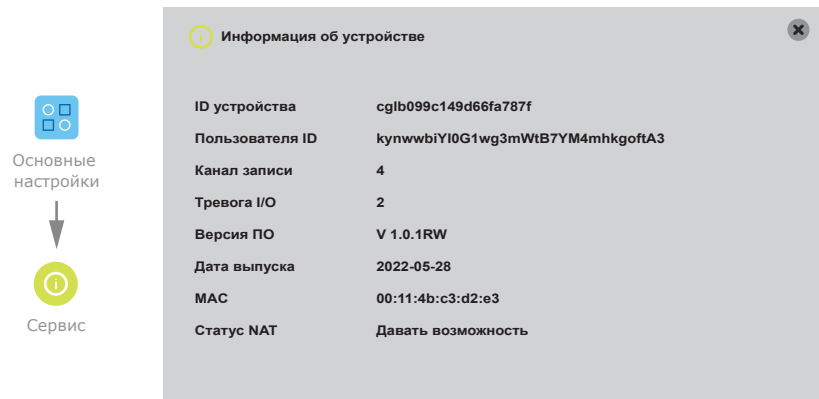 Информация об устройстве
Основные
настройки
Сервис
ID устройства cglb099c149d66fa787f
Пользователя ID kynwwbiYI0G1wg3mWtB7YM4mhkgoftA3
Канал записи 4
Тревога I/O 2
Версия ПО V 1.0.1RW
Дата выпуска 2022-05-28
MAC 00:11:4b:c3:d2:e3
Статус NAT Давать возможность